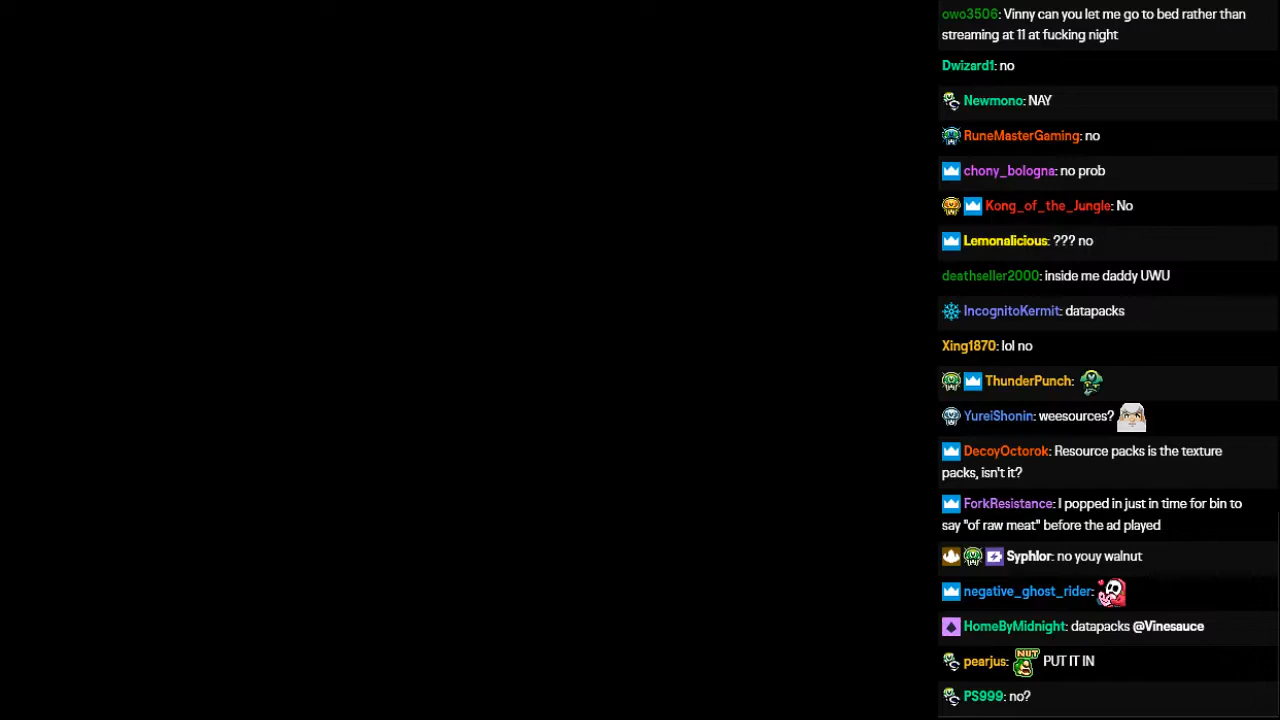 owo3506: Vinny can you let me go to bed rather than
streaming at 11 at fucking night
Dwizard1: no
Newmono: NAY
RuneMasterGaming: no
chony_bologna: no prob
Kong_of_the_Jungle: No
Lemonalicious: ??? no
deathseller2000: inside me daddy UWU
IncognitoKermit: datapacks
Xing1870: lol no
ThunderPunch:
YureiShonin: weesources?
DecoyOctorok: Resource packs is the texture
packs, isn't it?
ForkResistance: I popped in just in time for bin to
say "of raw meat" before the ad played
Syphlor: no youy walnut
negative_ghost_rider:
HomeByMidnight: datapacks @Vinesauce
pearjus: NUT PUT IT IN
PS999: no?